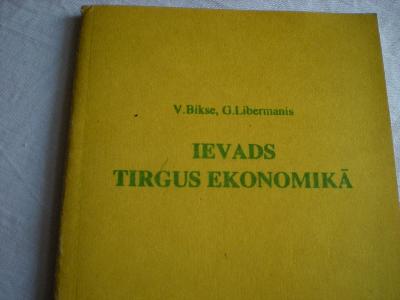 V.Bikse, G.Libermanis
IEVADS
TIRGUS EKONOMIKĀ